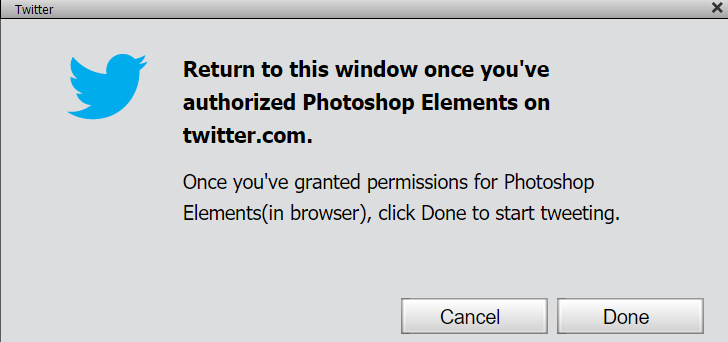 Twitter
Return to this window once you've
authorized Photoshop Elements on
twitter.com.
Once you've granted permissions for Photoshop
Elements(in browser), click Done to start tweeting.
Cancel
Done